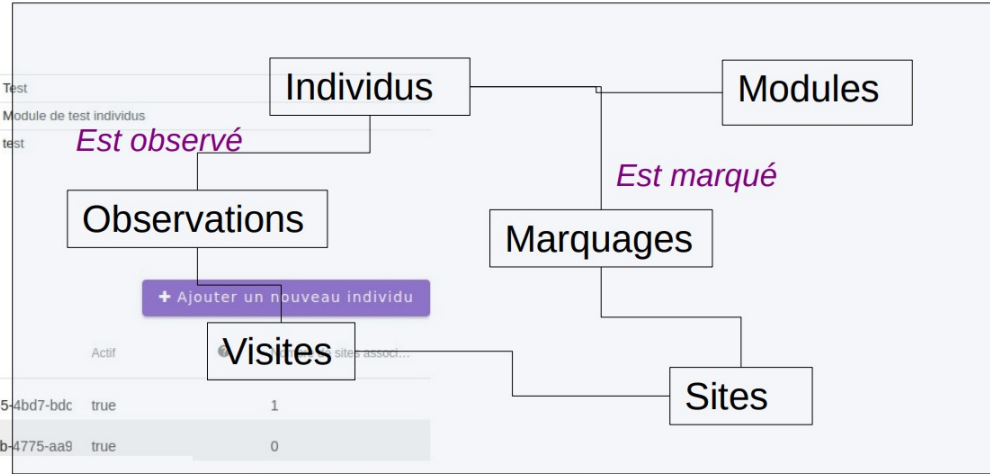 Individus
Modules
Test
Module de test individus
test
Est observé
Est marqué
Observations
Marquages
+ Ajouter un nouveau individu
Actif
Visites
sites associ...
Sites
5-4bd7-bdc true 1
b-4775-aa9 true 0